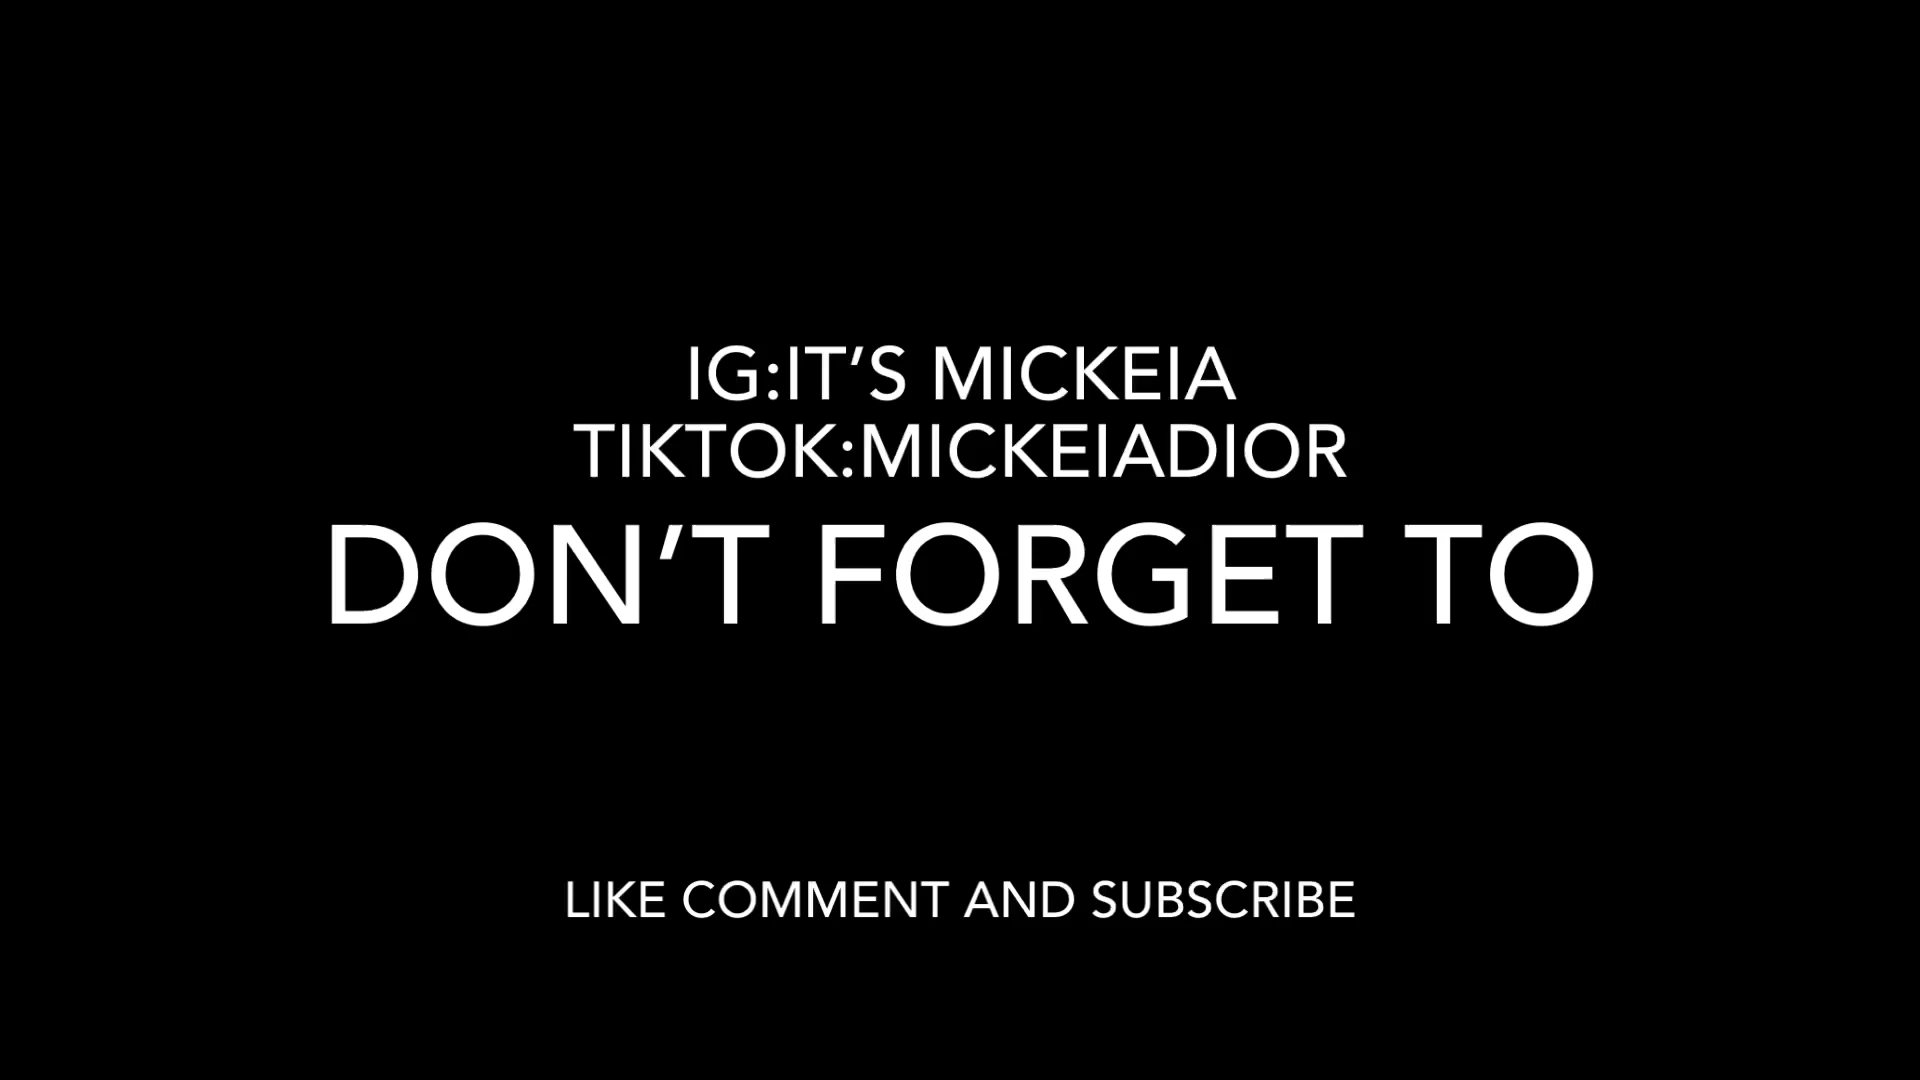 IG:IT’S MICKEIA
TIKTOK:MICKEIADIOR
DON’T FORGET TO
LIKE COMMENT AND SUBSCRIBE